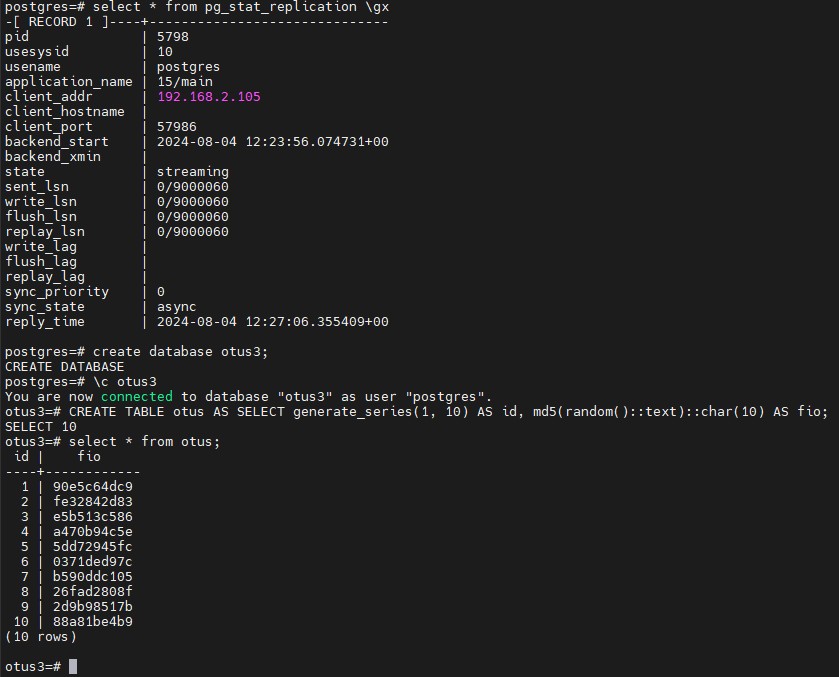 postgres=# select * from pg_stat_replication \gx
-[ RECORD 1 ]----+------------------------------
pid              | 5798
usesysid         | 10
usename          | postgres
application_name | 15/main
client_addr      | 192.168.2.105
client_hostname  |
client_port      | 57986
backend_start    | 2024-08-04 12:23:56.074731+00
backend_xmin     |
state            | streaming
sent_lsn         | 0/9000060
write_lsn        | 0/9000060
flush_lsn        | 0/9000060
replay_lsn       | 0/9000060
write_lag        |
flush_lag        |
replay_lag       |
sync_priority    | 0
sync_state       | async
reply_time       | 2024-08-04 12:27:06.355409+00

postgres=# create database otus3;
CREATE DATABASE
postgres=# \c otus3
You are now connected to database "otus3" as user "postgres".
otus3=# CREATE TABLE otus AS SELECT generate_series(1, 10) AS id, md5(random()::text)::char(10) AS fio;
SELECT 10
otus3=# select * from otus;
 id |    fio
----+------------
  1 | 90e5c64dc9
  2 | fe32842d83
  3 | e5b513c586
  4 | a470b94c5e
  5 | 5dd72945fc
  6 | 0371ded97c
  7 | b590ddc105
  8 | 26fad2808f
  9 | 2d9b98517b
 10 | 88a81be4b9
(10 rows)

otus3=#